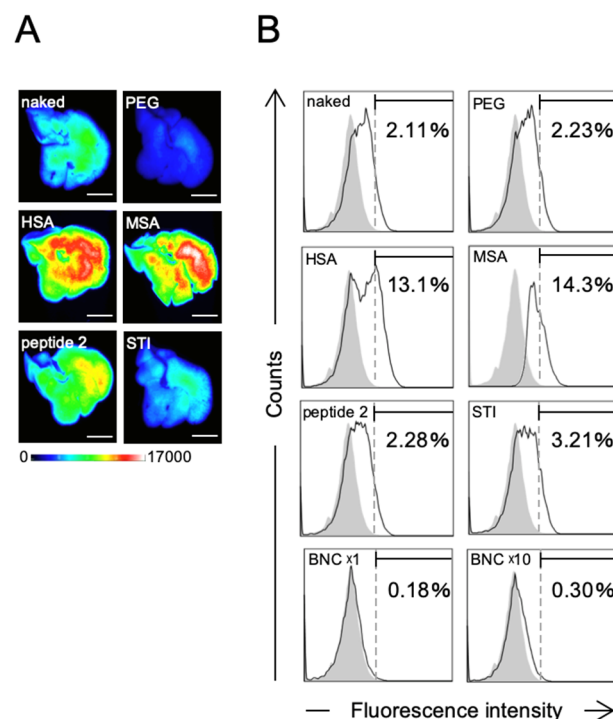 A
B
naked
PEG
HSA
MSA
peptide 2
STI
0
17000
Counts
naked
2.11%
PEG
2.23%
HSA
13.1%
MSA
14.3%
peptide 2
2.28%
STI
3.21%
BNC x1
0.18%
BNC x10
0.30%
Fluorescence intensity